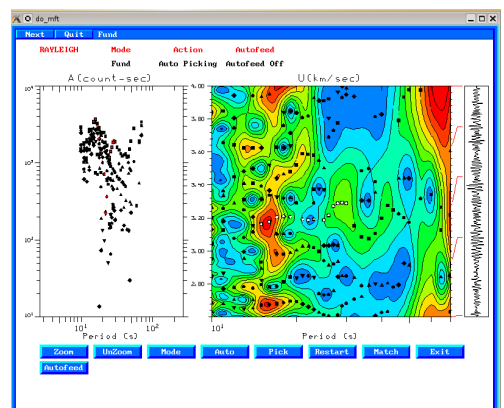 do_mft
Next Quit Fund
RAYLEIGH Mode Action Autofeed
Fund Auto Picking Autofeed Off
A(count-sec) U(km/sec)
4.00
3.80
3.60
3.40
3.20
3.00
2.80
10¹ 10² 10¹
Period (s) Period (s)
Zoom UnZoom Mode Auto Pick Restart Match Exit
Autofeed